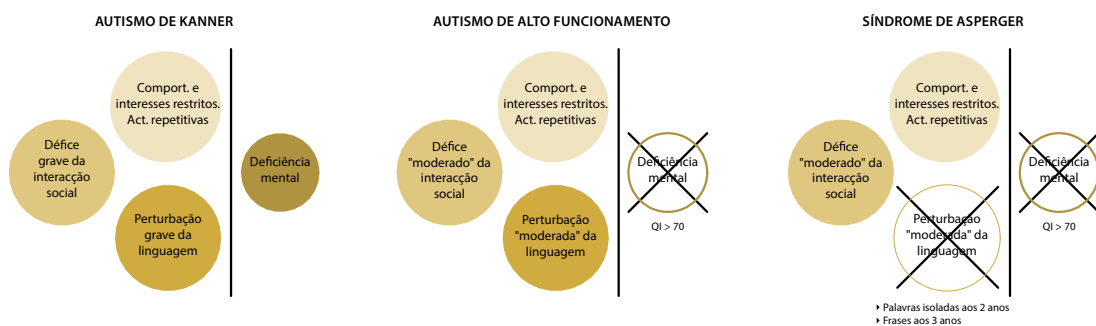 AUTISMO DE KANNER
Comport. e
interesses restritos.
Act. repetitivas
Défice
grave da
interacção
social
Deficiência
mental
Perturbação
grave da
linguagem
AUTISMO DE ALTO FUNCIONAMENTO
Comport. e
interesses restritos.
Act. repetitivas
Défice
"moderado" da
interacção
social
Deficiência
mental
QI > 70
Perturbação
"moderada" da
linguagem
SÍNDROME DE ASPERGER
Comport. e
interesses restritos.
Act. repetitivas
Défice
"moderado" da
interacção
social
Deficiência
mental
QI > 70
Perturbação
"moderada" da
linguagem
‣ Palavras isoladas aos 2 anos
‣ Frases aos 3 anos